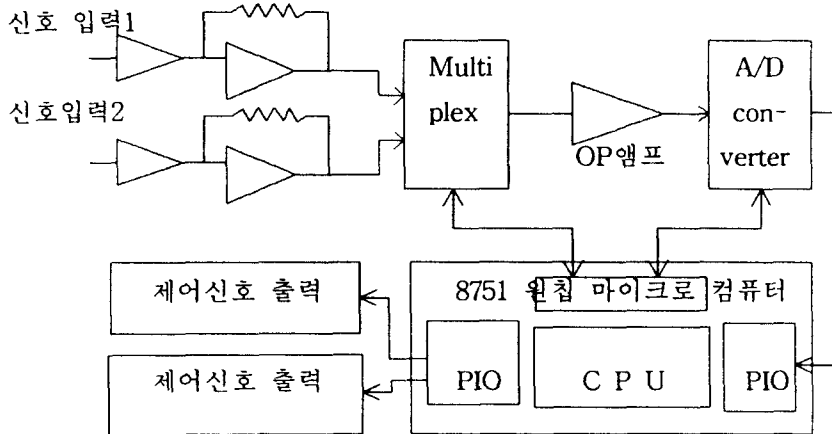 신호 입력1
신호입력2
Multi
plex
OP앰프
A/D
con-
verter
제어신호 출력
제어신호 출력
8751 원칩 마이크로 컴퓨터
PIO
C P U
PIO